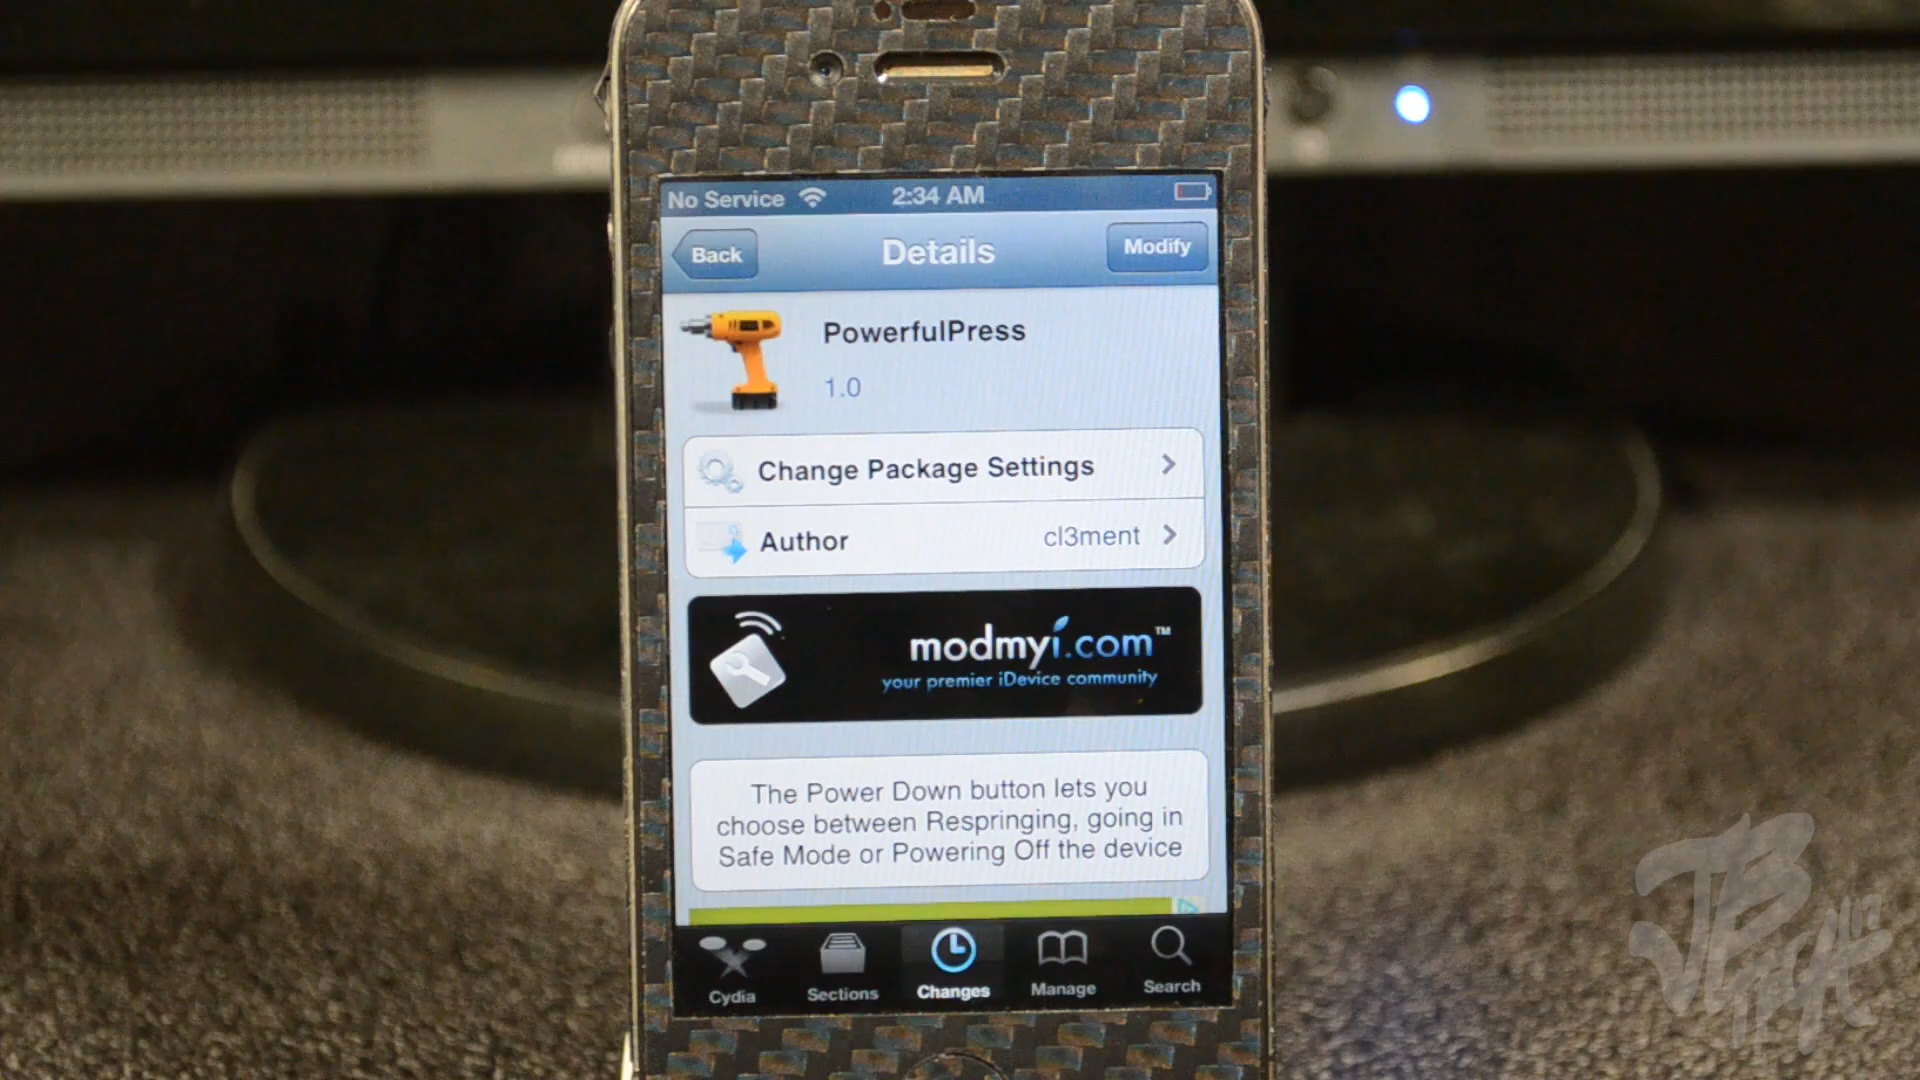 No Service 2:34 AM
Back Details Modify
PowerfulPress
1.0
Change Package Settings
Author cl3ment
modmyi.com™
your premier iDevice community
The Power Down button lets you
choose between Respringing, going in
Safe Mode or Powering Off the device
Cydia Sections Changes Manage Search